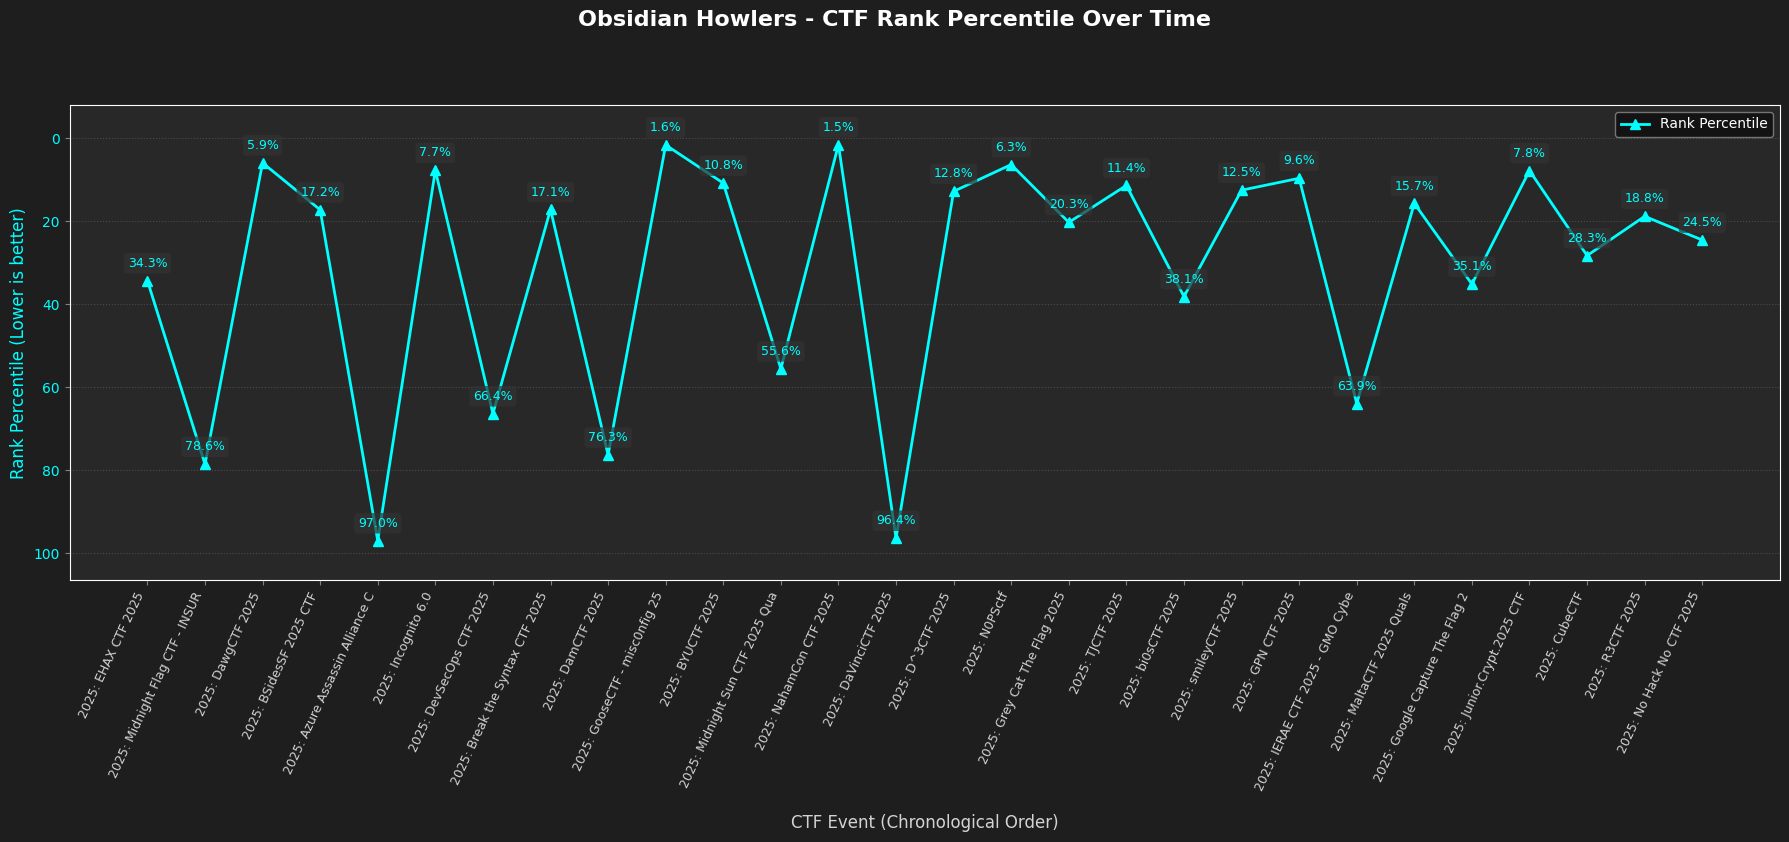 Obsidian Howlers - CTF Rank Percentile Over Time
Rank Percentile
Rank Percentile (Lower is better)
0
20
40
60
80
100
34.3%
78.6%
5.9%
17.2%
97.0%
7.7%
66.4%
17.1%
76.3%
1.6%
10.8%
55.6%
1.5%
96.4%
12.8%
6.3%
20.3%
11.4%
38.1%
12.5%
9.6%
63.9%
15.7%
35.1%
7.8%
28.3%
18.8%
24.5%
2025: EHAX CTF 2025
2025: Midnight Flag CTF - INSUR
2025: DawgCTF 2025
2025: BSidesSF 2025 CTF
2025: Azure Assassin Alliance C
2025: Incognito 6.0
2025: DevSecOps CTF 2025
2025: Break the Syntax CTF 2025
2025: DamCTF 2025
2025: GooseCTF - misc0nfig 25
2025: BYUCTF 2025
2025: Midnight Sun CTF 2025 Qua
2025: NahamCon CTF 2025
2025: DaVinciCTF 2025
2025: D^3CTF 2025
2025: N0PSctf
2025: Grey Cat The Flag 2025
2025: TJCTF 2025
2025: bi0sCTF 2025
2025: smileyCTF 2025
2025: GPN CTF 2025
2025: IERAE CTF 2025 - GMO Cybe
2025: MaltaCTF 2025 Quals
2025: Google Capture The Flag 2
2025: Junior.Crypt.2025 CTF
2025: CubeCTF
2025: R3CTF 2025
2025: No Hack No CTF 2025
CTF Event (Chronological Order)